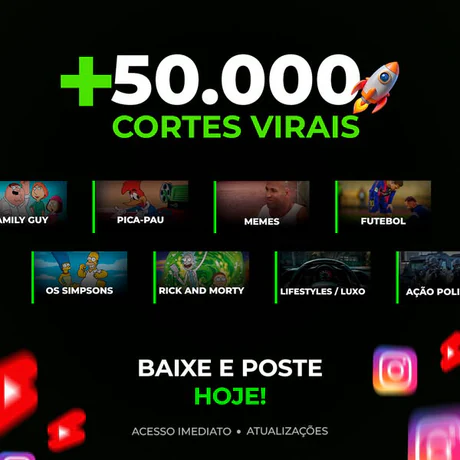 +50.000
CORTES VIRAIS
AMILY GUY
PICA-PAU
MEMES
FUTEBOL
OS SIMPSONS
RICK AND MORTY
LIFESTYLES / LUXO
AÇÃO POLI
BAIXE E POSTE
HOJE!
ACESSO IMEDIATO • ATUALIZAÇÕES